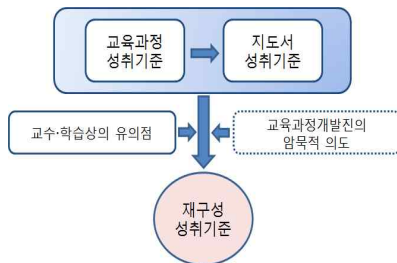 교육과정
성취기준
지도서
성취기준
교수·학습상의 유의점
교육과정개발진의
암묵적 의도
재구성
성취기준